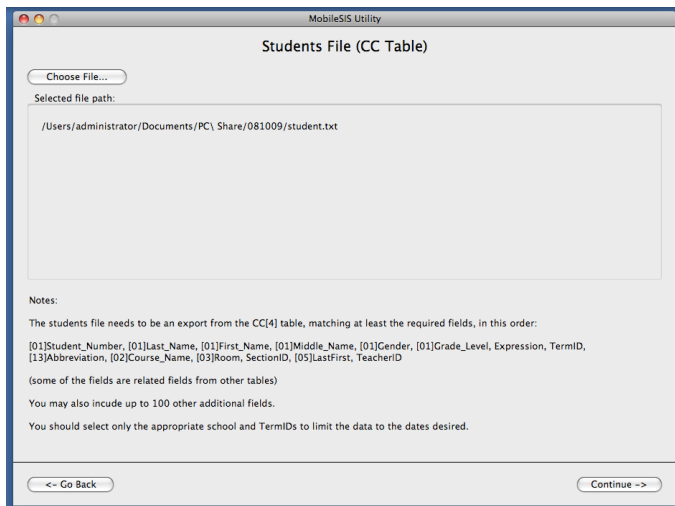 MobileSIS Utility
Students File (CC Table)
Choose File...
Selected file path:
/Users/administrator/Documents/PC\ Share/081009/student.txt
Notes:
The students file needs to be an export from the CC[4] table, matching at least the required fields, in this order:
[01]Student_Number, [01]Last_Name, [01]First_Name, [01]Middle_Name, [01]Gender, [01]Grade_Level, Expression, TermID,
[13]Abbreviation, [02]Course_Name, [03]Room, SectionID, [05]LastFirst, TeacherID
(some of the fields are related fields from other tables)
You may also incude up to 100 other additional fields.
You should select only the appropriate school and TermIDs to limit the data to the dates desired.
<- Go Back
Continue ->